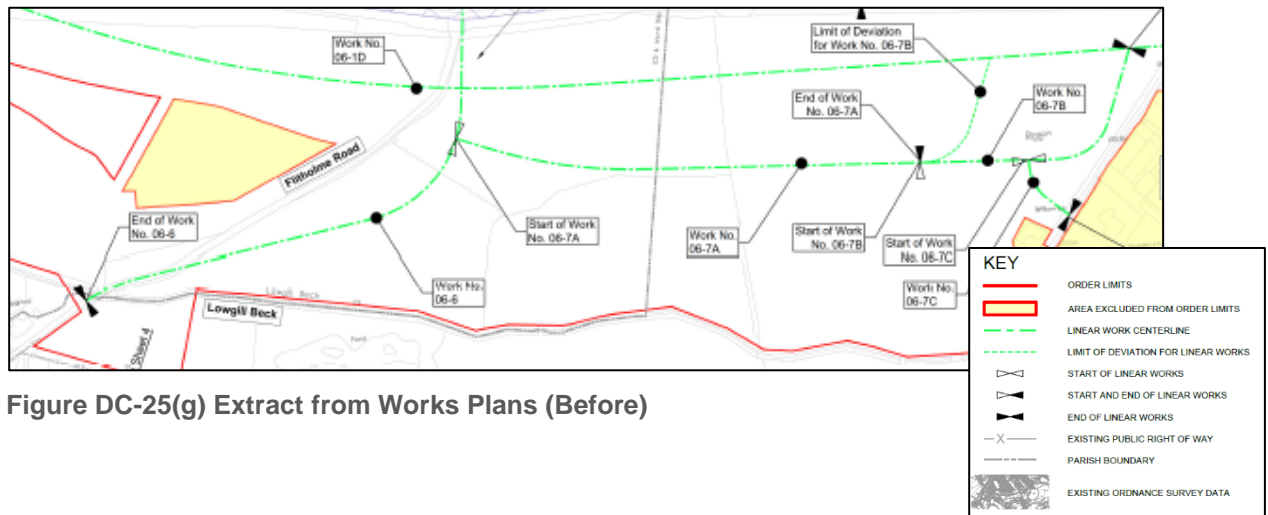 Work No.
06-1D
Limit of Deviation
for Work No. 06-7B
End of Work
No. 06-7A
Work No.
06-7B
Flitholme Road
End of Work
No. 06-6
Start of Work
No. 06-7A
Work No.
06-7A
Start of Work
No. 06-7B
Start of Work
No. 06-7C
Work No.
06-7C
Work No.
06-6
Lowgill Beck
Sheet 4
KEY
ORDER LIMITS
AREA EXCLUDED FROM ORDER LIMITS
LINEAR WORK CENTERLINE
LIMIT OF DEVIATION FOR LINEAR WORKS
START OF LINEAR WORKS
START AND END OF LINEAR WORKS
END OF LINEAR WORKS
EXISTING PUBLIC RIGHT OF WAY
PARISH BOUNDARY
EXISTING ORDNANCE SURVEY DATA
Figure DC-25(g) Extract from Works Plans (Before)